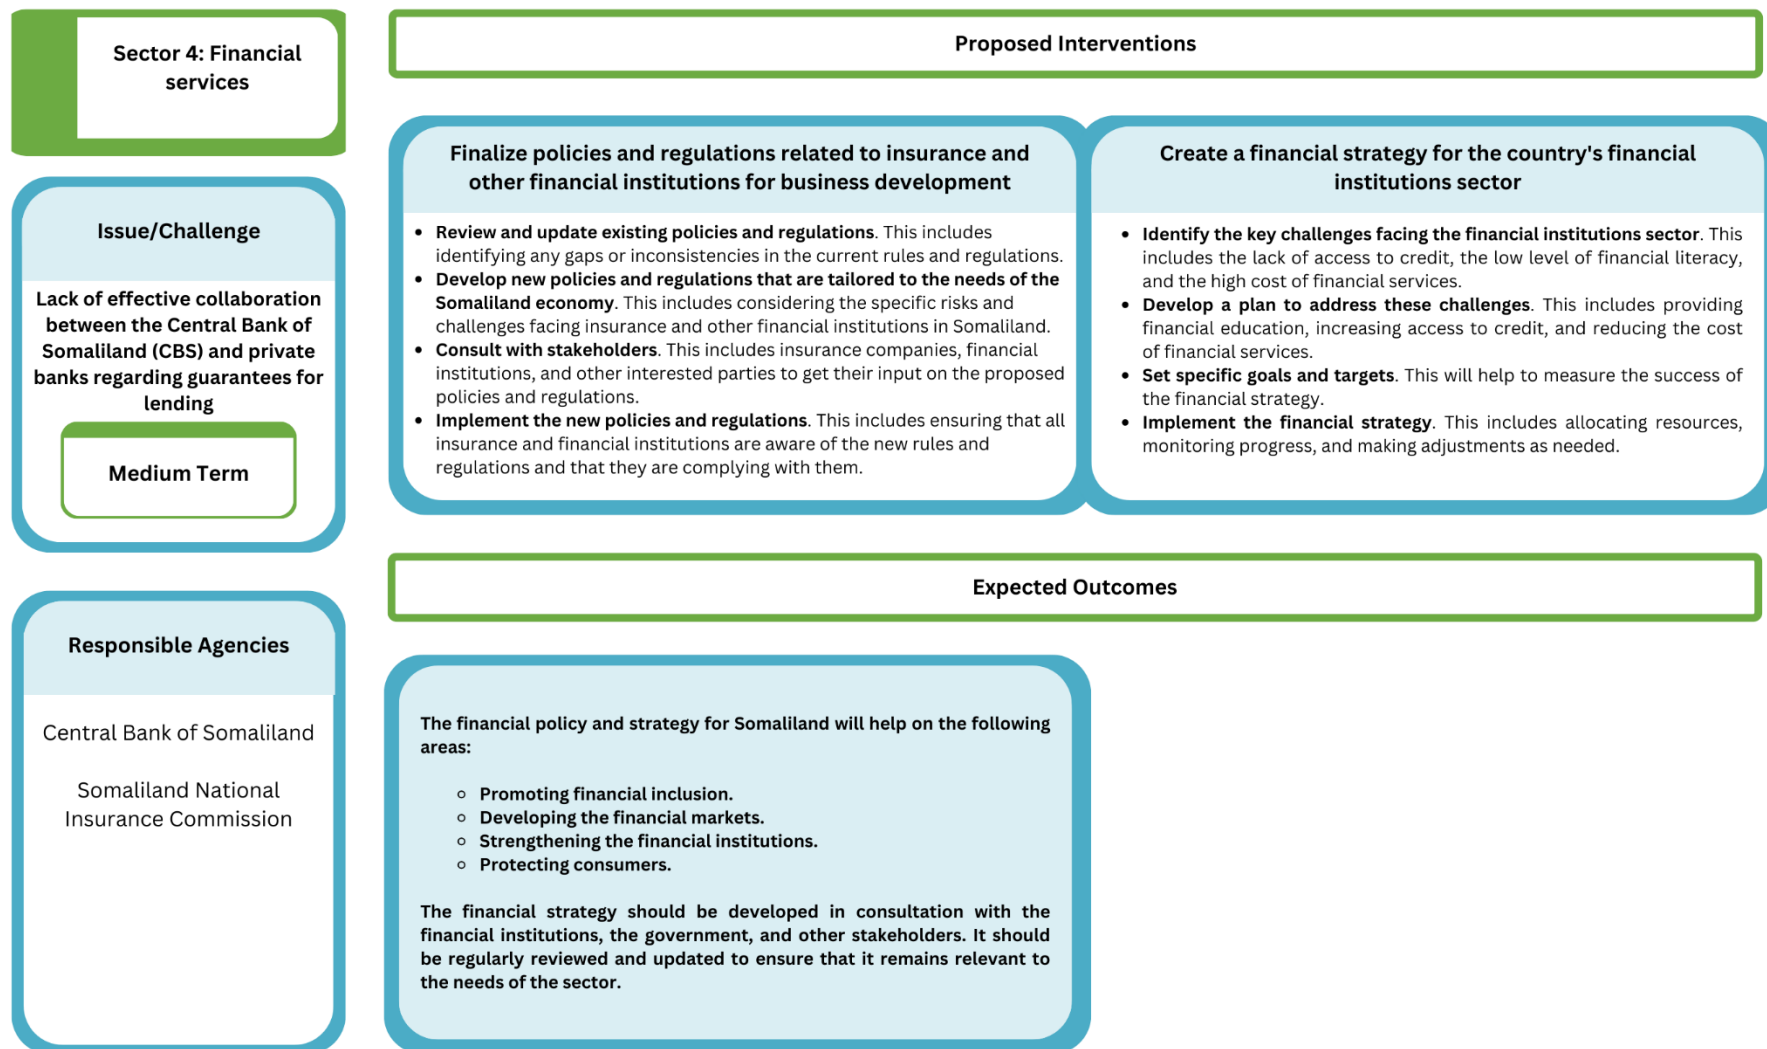 Sector 4: Financial
services
Issue/Challenge
Lack of effective collaboration
between the Central Bank of
Somaliland (CBS) and private
banks regarding guarantees for
lending
Medium Term
Responsible Agencies
Central Bank of Somaliland
Somaliland National
Insurance Commission
Proposed Interventions
Finalize policies and regulations related to insurance and
other financial institutions for business development
• Review and update existing policies and regulations. This includes
identifying any gaps or inconsistencies in the current rules and regulations.
• Develop new policies and regulations that are tailored to the needs of the
Somaliland economy. This includes considering the specific risks and
challenges facing insurance and other financial institutions in Somaliland.
• Consult with stakeholders. This includes insurance companies, financial
institutions, and other interested parties to get their input on the proposed
policies and regulations.
• Implement the new policies and regulations. This includes ensuring that all
insurance and financial institutions are aware of the new rules and
regulations and that they are complying with them.
Create a financial strategy for the country's financial
institutions sector
• Identify the key challenges facing the financial institutions sector. This
includes the lack of access to credit, the low level of financial literacy,
and the high cost of financial services.
• Develop a plan to address these challenges. This includes providing
financial education, increasing access to credit, and reducing the cost
of financial services.
• Set specific goals and targets. This will help to measure the success of
the financial strategy.
• Implement the financial strategy. This includes allocating resources,
monitoring progress, and making adjustments as needed.
Expected Outcomes
The financial policy and strategy for Somaliland will help on the following
areas:
○ Promoting financial inclusion.
○ Developing the financial markets.
○ Strengthening the financial institutions.
○ Protecting consumers.
The financial strategy should be developed in consultation with the
financial institutions, the government, and other stakeholders. It should
be regularly reviewed and updated to ensure that it remains relevant to
the needs of the sector.